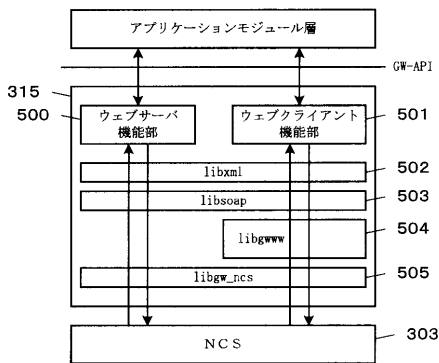 アプリケーションモジュール層
GW-API
315
500
ウェブサーバ
機能部
ウェブクライアント
機能部
501
libxml
502
libsoap
503
libgwww
504
libgw_ncs
505
NCS
303